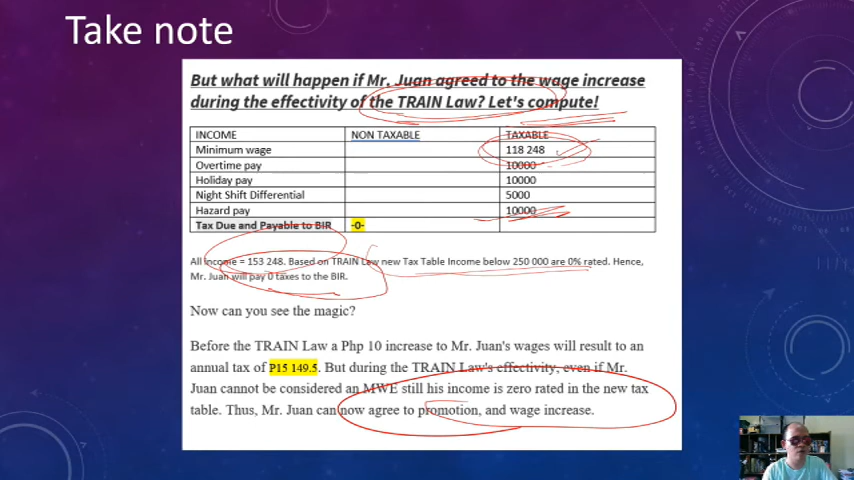 Take note
But what will happen if Mr. Juan agreed to the wage increase
during the effectivity of the TRAIN Law? Let's compute!
INCOME NON TAXABLE TAXABLE
Minimum wage 118 248
Overtime pay 10000
Holiday pay 10000
Night Shift Differential 5000
Hazard pay 10000
Tax Due and Payable to BIR -0-
All Income = 153 248. Based on TRAIN Law new Tax Table Income below 250 000 are 0% rated. Hence,
Mr. Juan will pay 0 taxes to the BIR.
Now can you see the magic?
Before the TRAIN Law a Php 10 increase to Mr. Juan's wages will result to an
annual tax of P15 149.5. But during the TRAIN Law's effectivity, even if Mr.
Juan cannot be considered an MWE still his income is zero rated in the new tax
table. Thus, Mr. Juan can now agree to promotion, and wage increase.